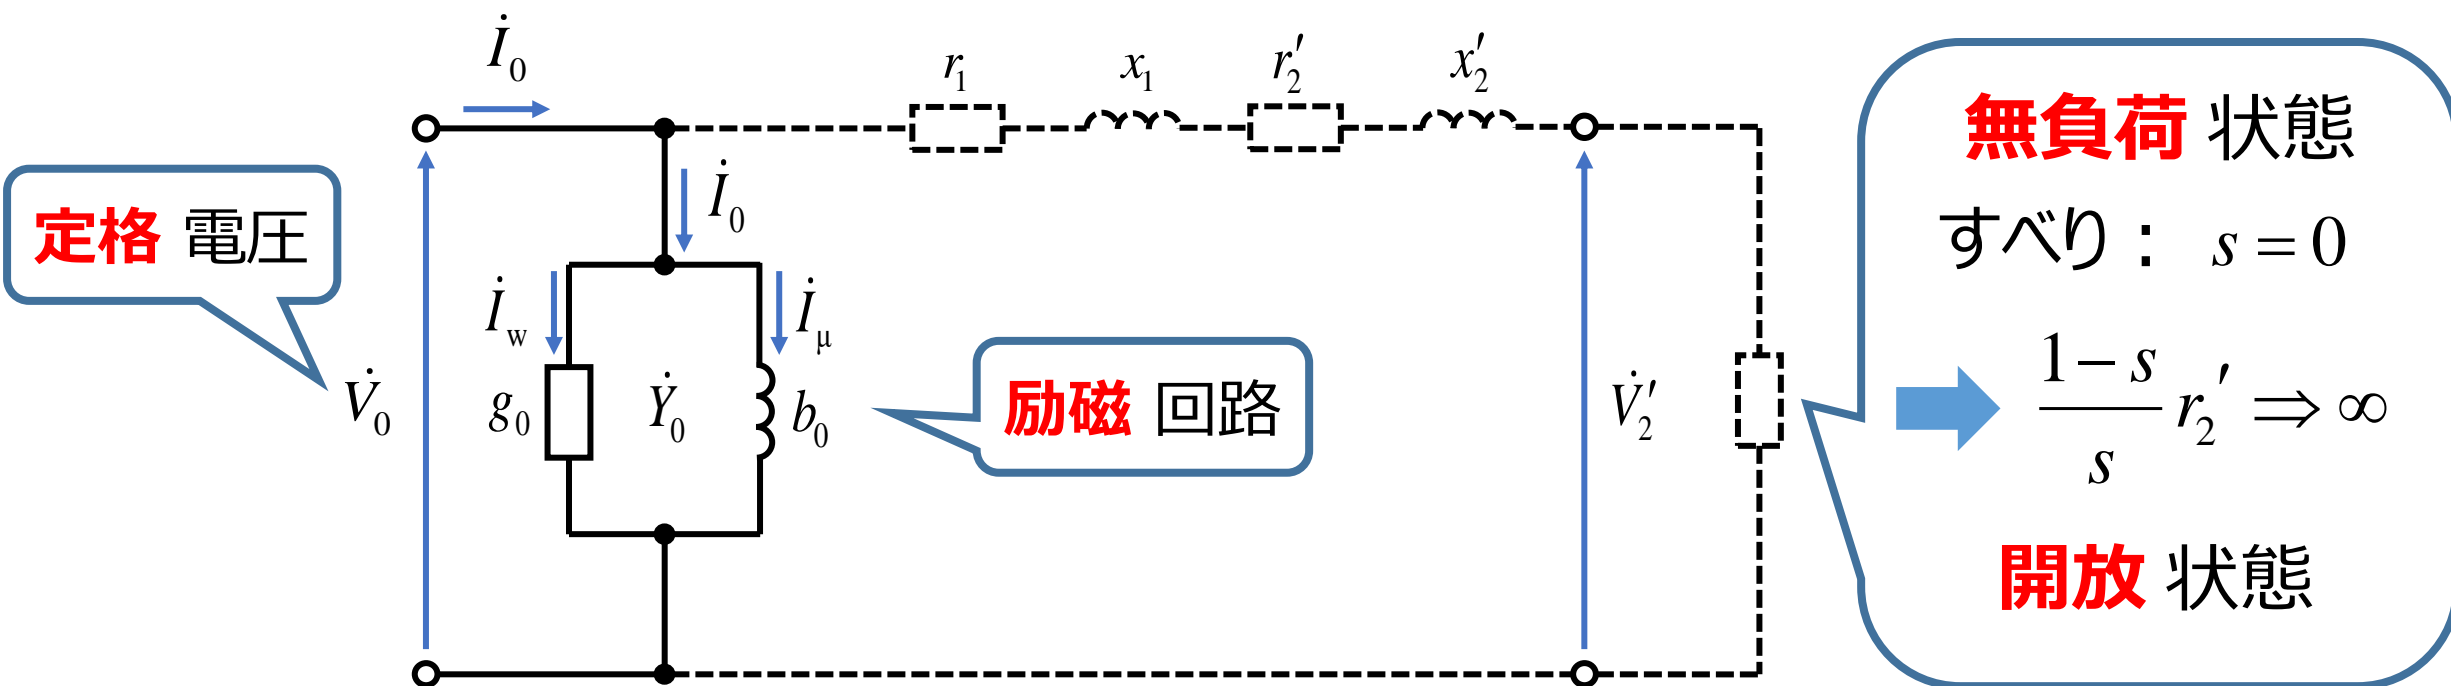 İ₀
r₁
x₁
r₂′
x₂′
定格 電圧
V̇₀
İ₀
İw
İμ
g₀
Ẏ₀
b₀
励磁 回路
V̇₂′
無負荷 状態
すべり： s = 0
(1 − s)/s r₂′ ⇒ ∞
開放 状態